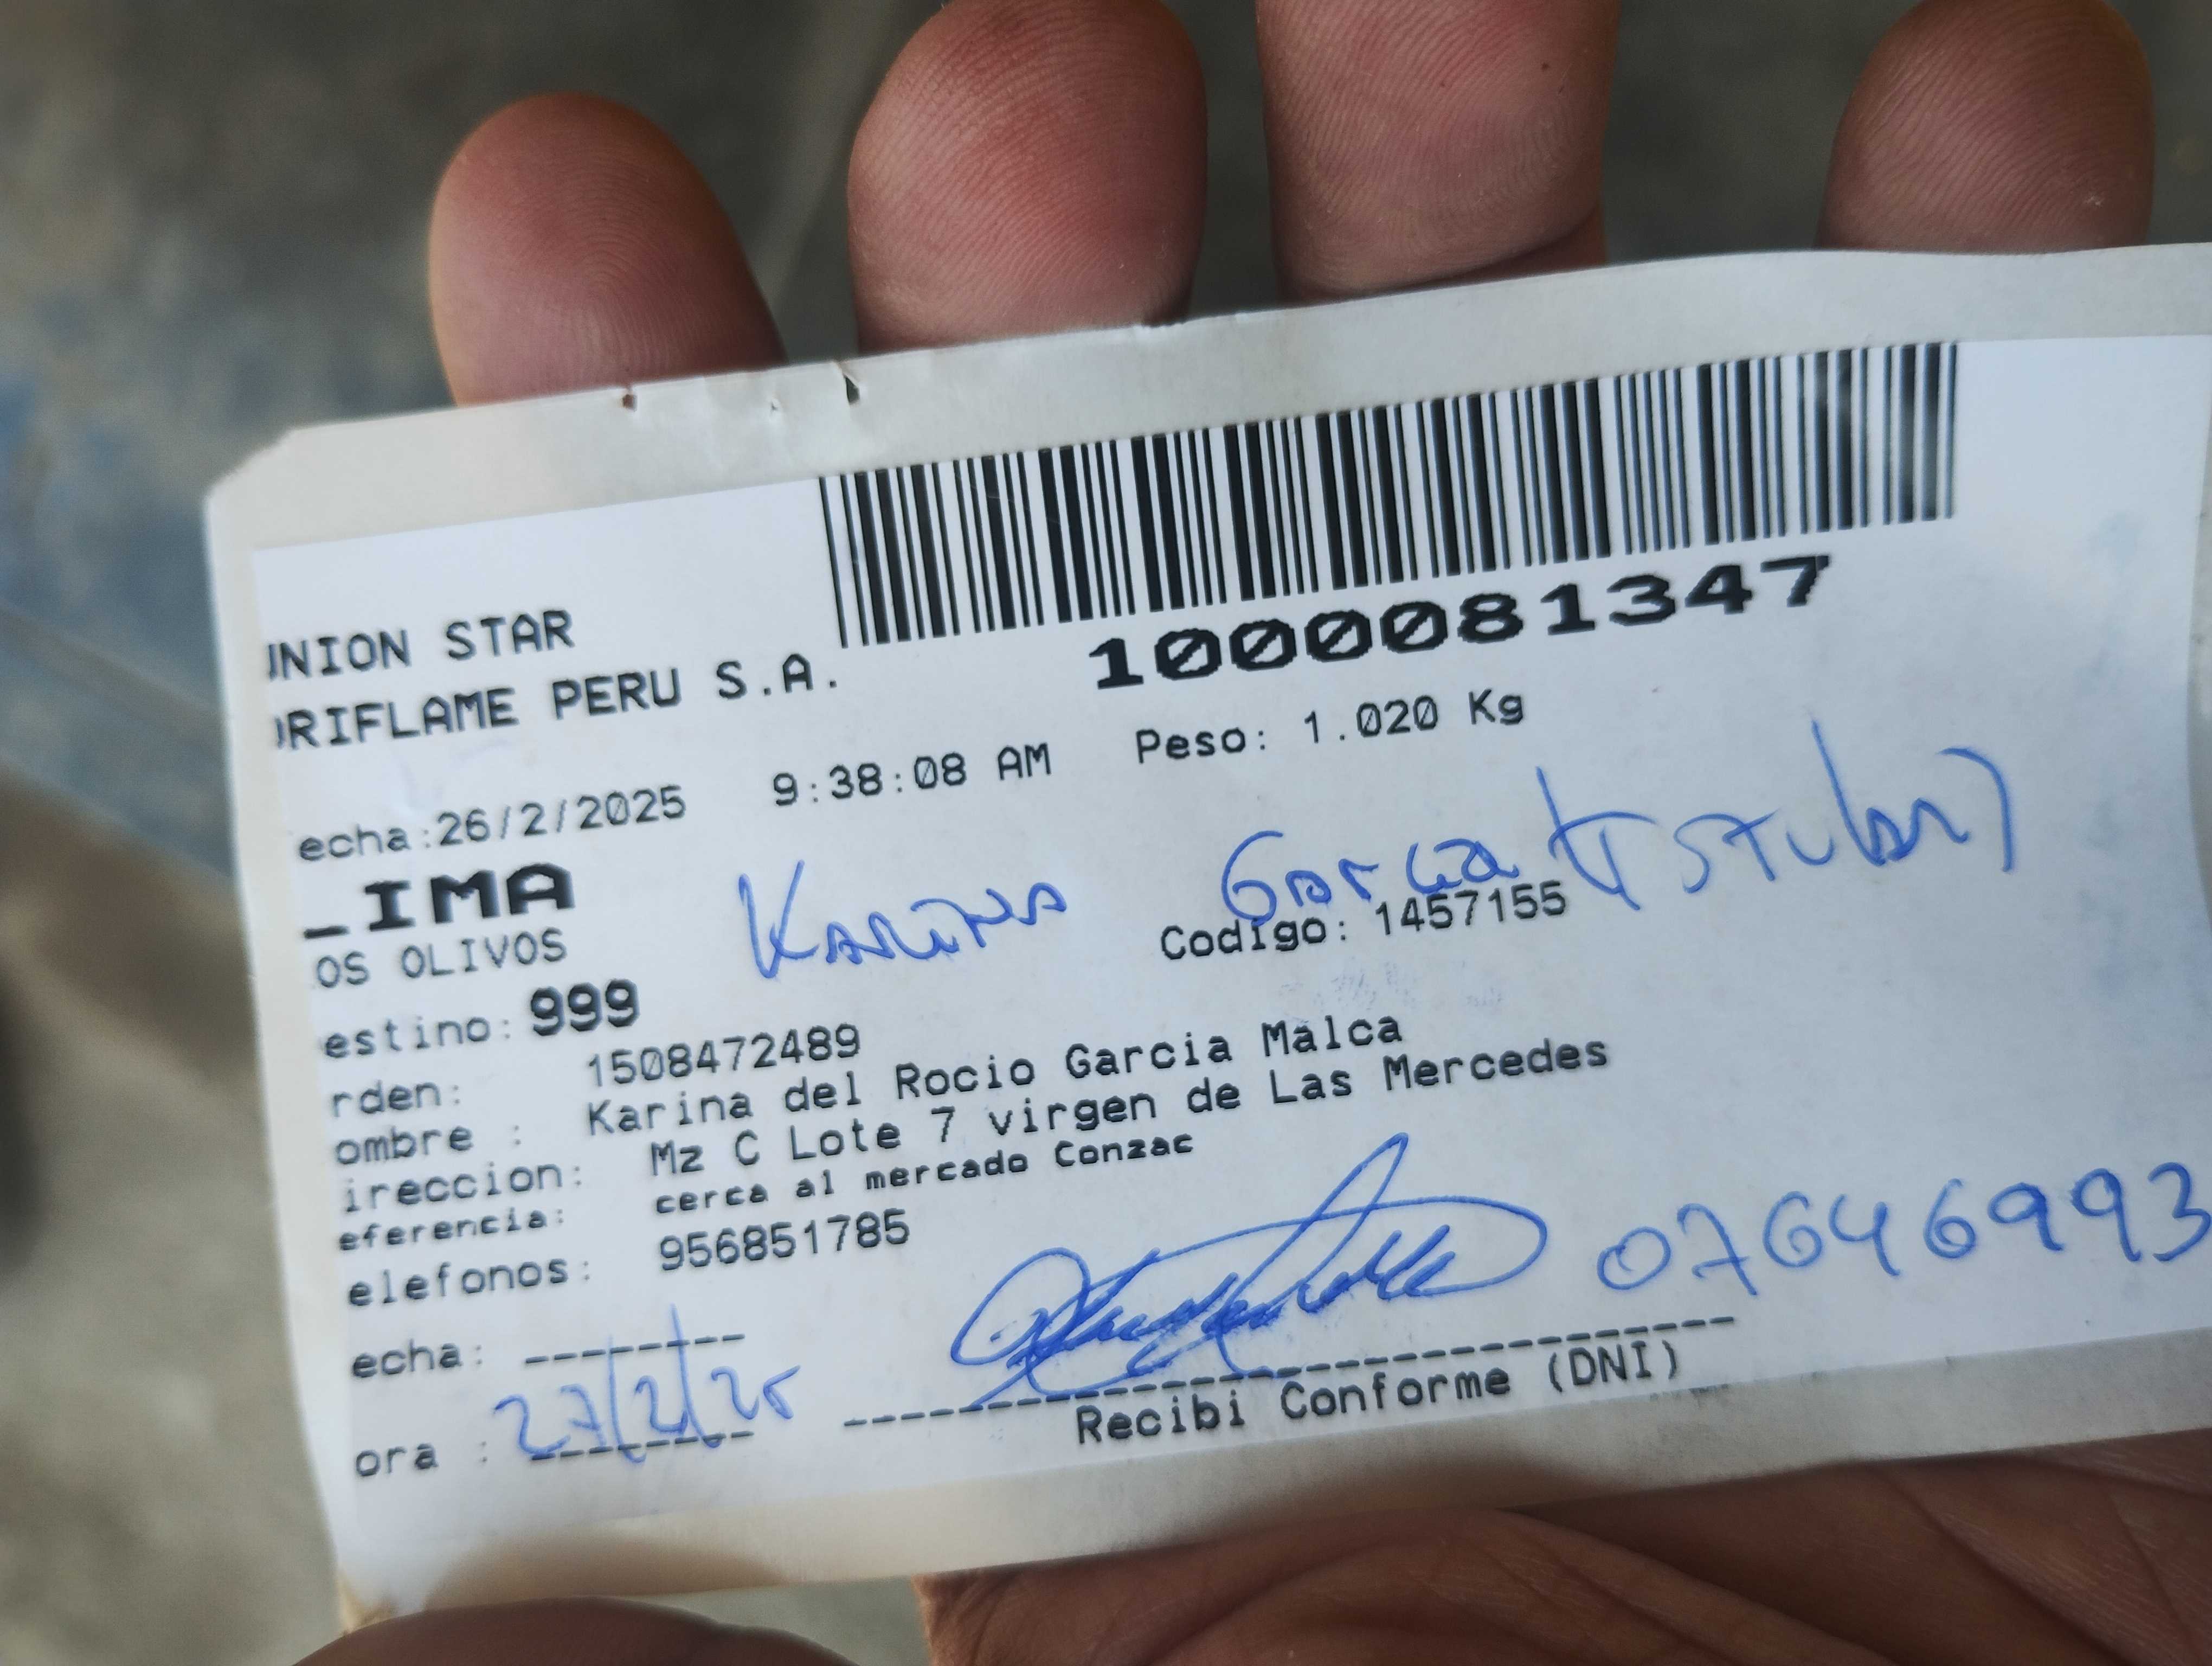 1000081347
UNION STAR
ORIFLAME PERU S.A.
echa:26/2/2025 9:38:08 AM Peso: 1.020 Kg
LIMA
Karina Garcia (titular)
OS OLIVOS Codigo: 1457155
estino: 999
rden: 1508472489
ombre : Karina del Rocio Garcia Malca
ireccion: Mz C Lote 7 virgen de Las Mercedes
eferencia: cerca al mercado Conzac
elefonos: 956851785
07646993
echa:
27/2/25
ora :
Recibi Conforme (DNI)